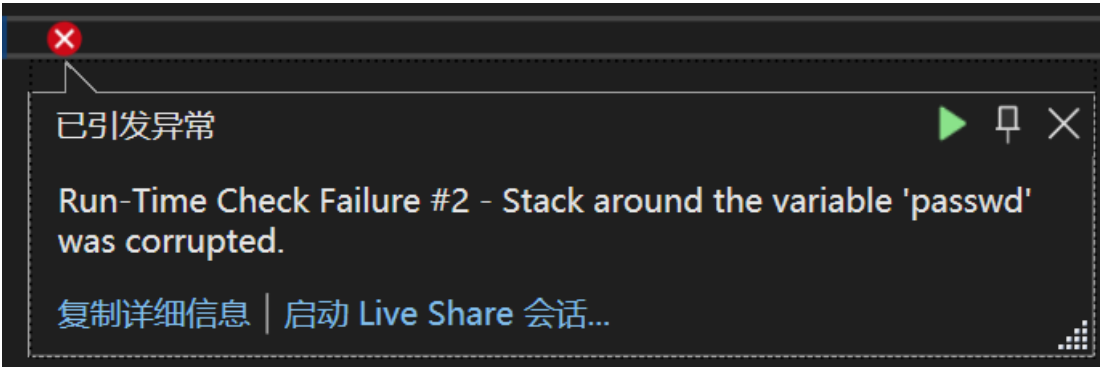 已引发异常
Run-Time Check Failure #2 - Stack around the variable 'passwd'
was corrupted.
复制详细信息 | 启动 Live Share 会话...